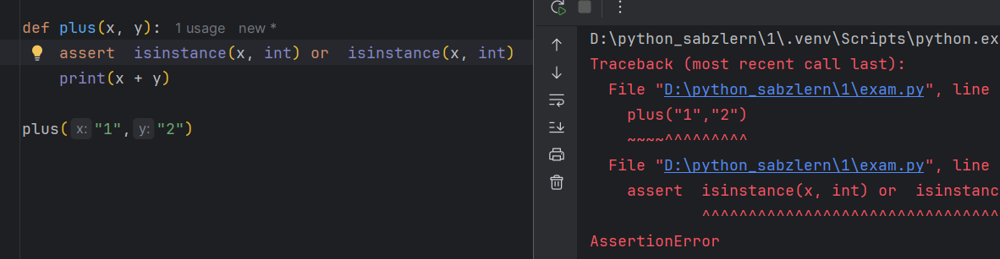 def plus(x, y): 1 usage new *
assert isinstance(x, int) or isinstance(x, int)
print(x + y)
plus( x: "1", y: "2")
D:\python_sabzlern\1\.venv\Scripts\python.ex
Traceback (most recent call last):
File "D:\python_sabzlern\1\exam.py", line
plus("1","2")
~~~~^^^^^^^^^
File "D:\python_sabzlern\1\exam.py", line
assert isinstance(x, int) or isinstanc
^^^^^^^^^^^^^^^^^^^^^^^^^^^^^^^^
AssertionError